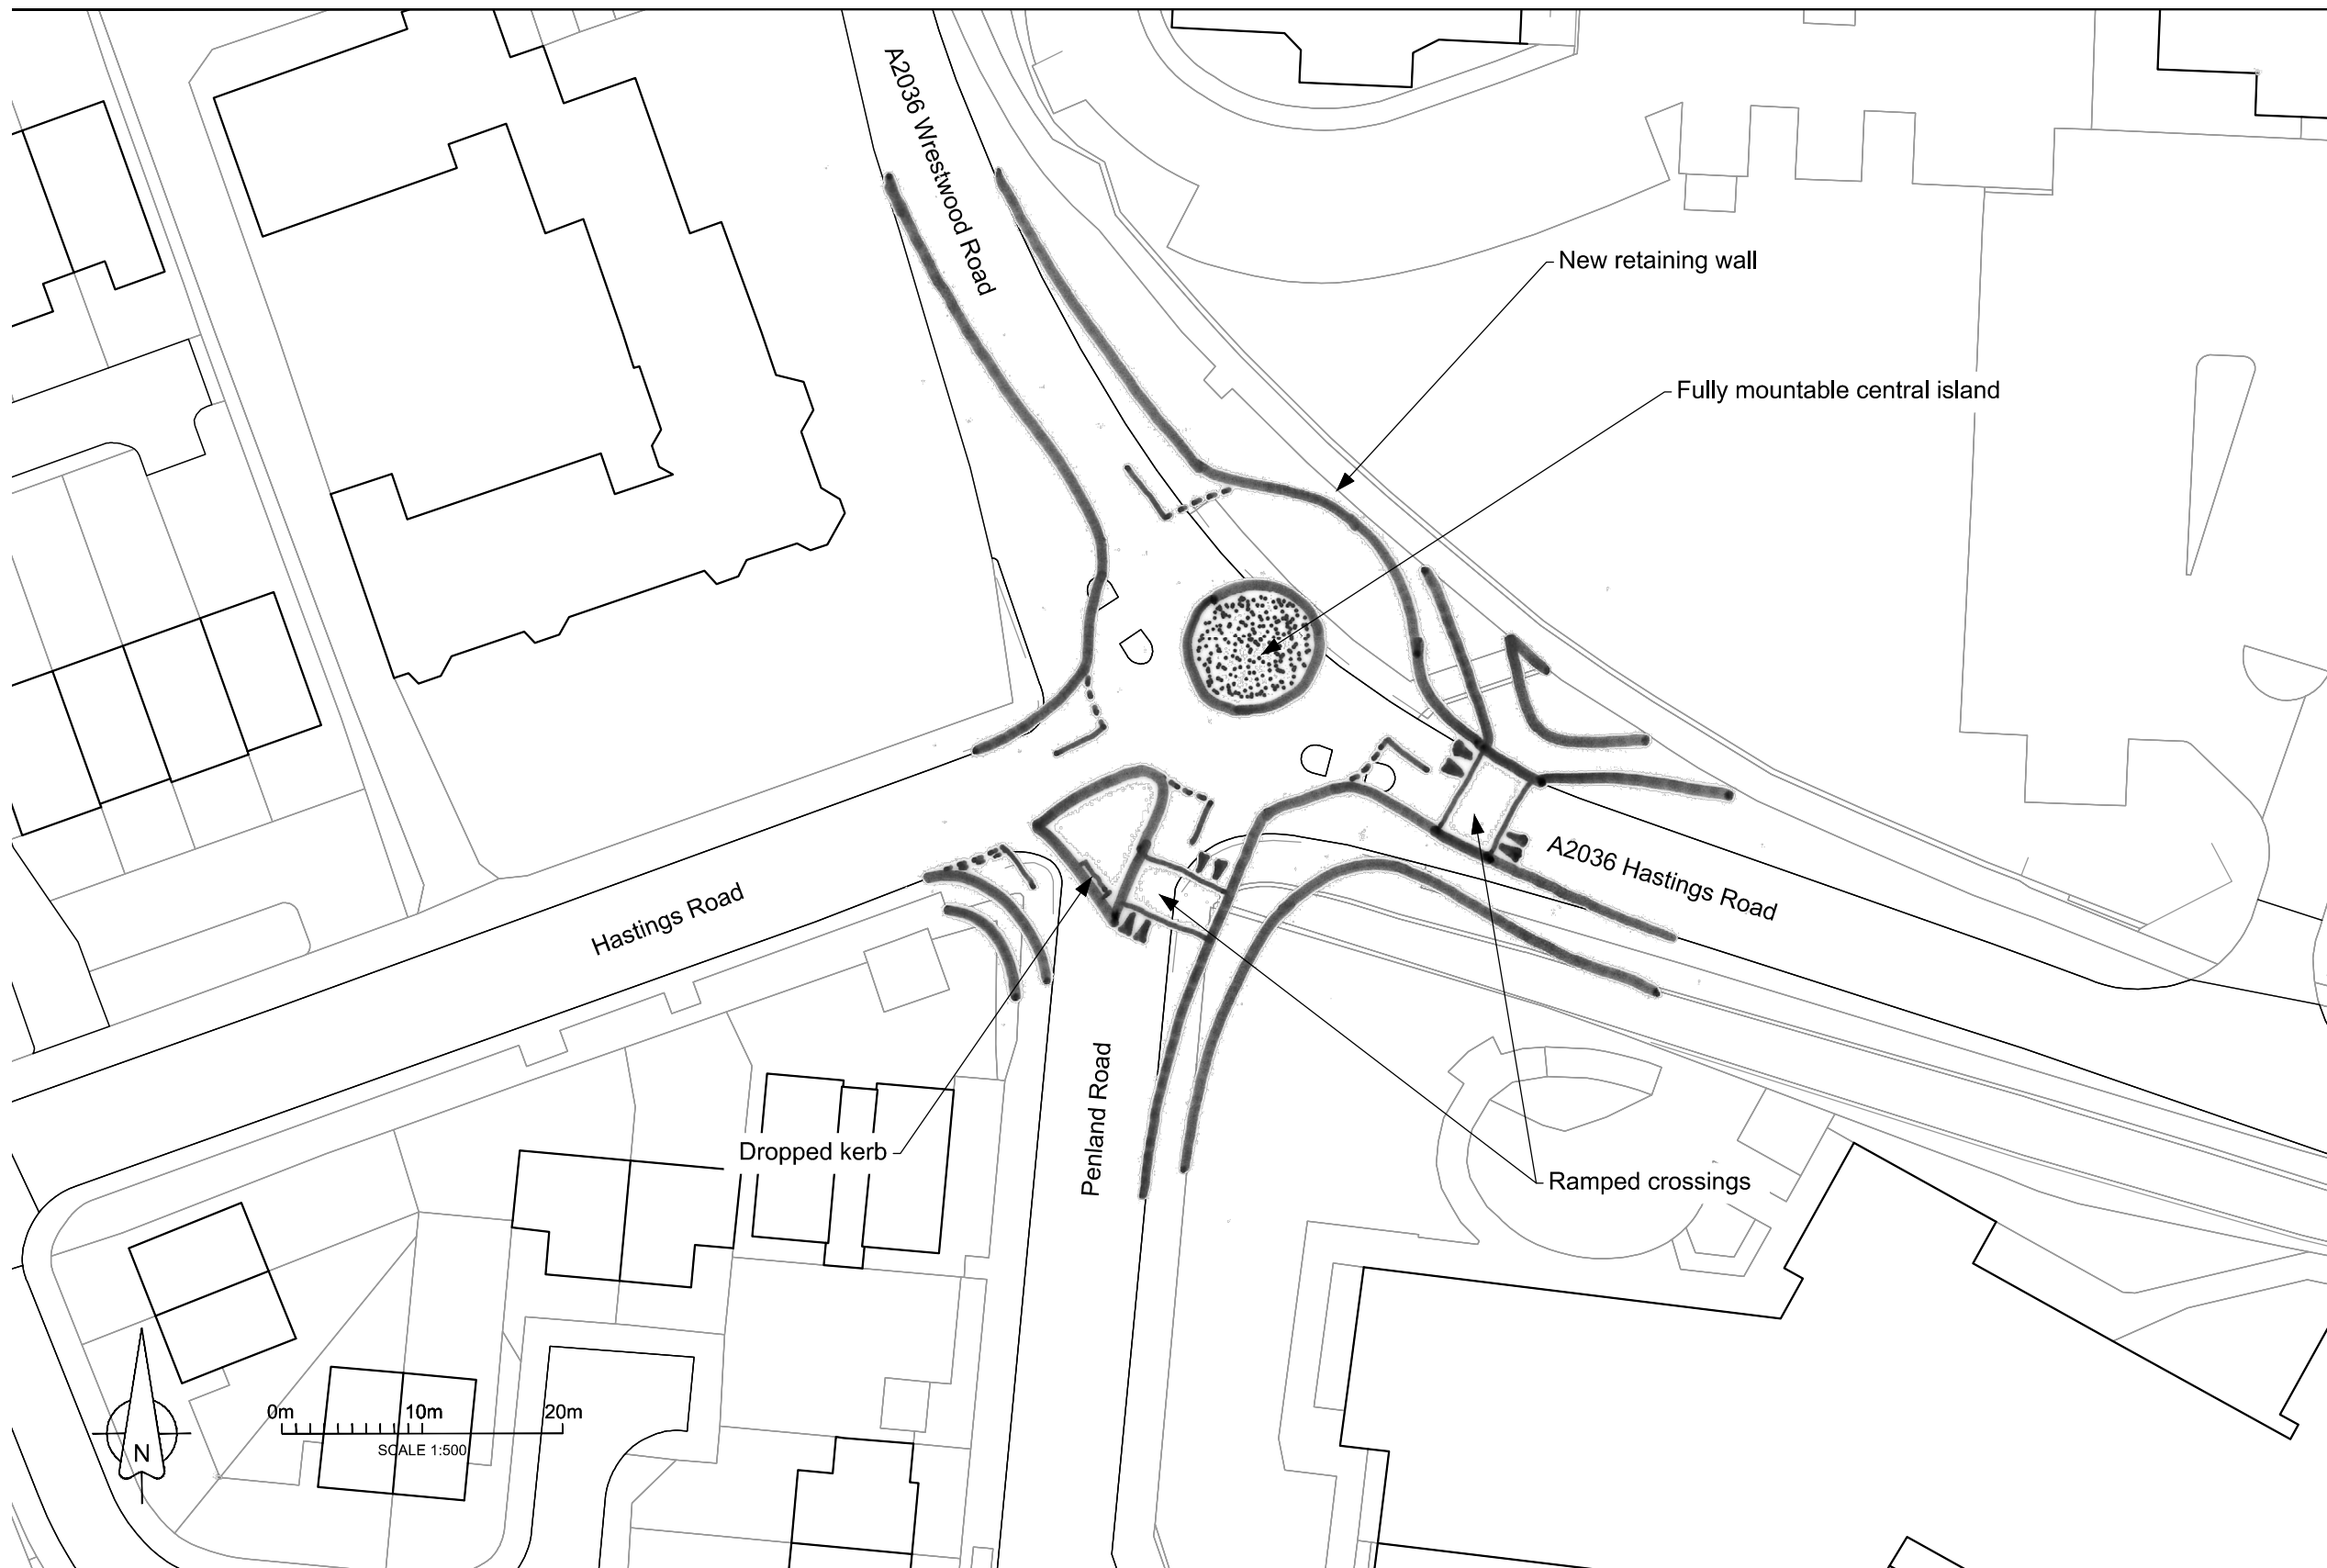 A2036 Wrestwood Road
New retaining wall
Fully mountable central island
A2036 Hastings Road
Hastings Road
Penland Road
Dropped kerb
Ramped crossings
0m 10m 20m
SCALE 1:500
N